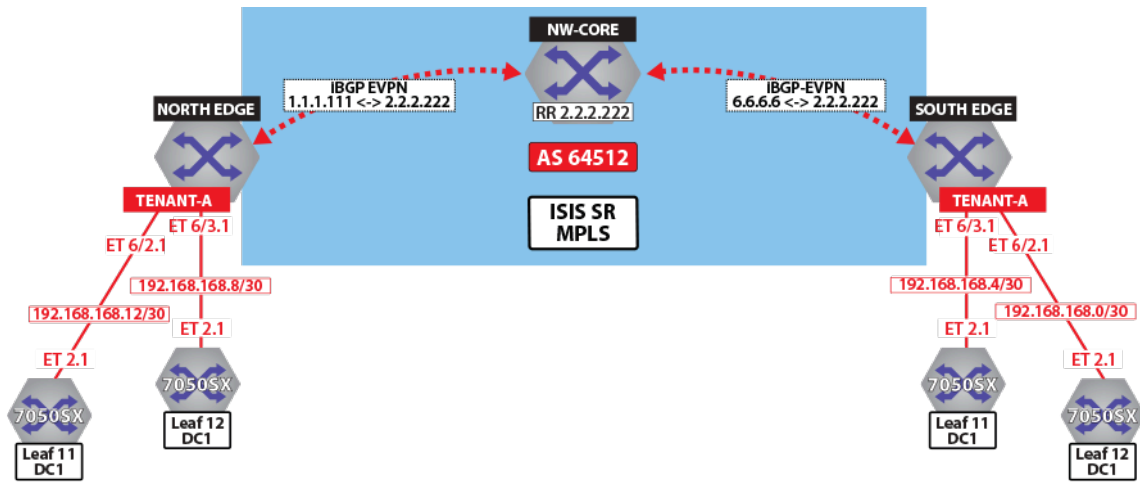 NW-CORE
IBGP EVPN
1.1.1.111 <-> 2.2.2.222
IBGP-EVPN
6.6.6.6 <-> 2.2.2.222
NORTH EDGE
RR 2.2.2.222
SOUTH EDGE
AS 64512
TENANT-A
TENANT-A
ISIS SR
MPLS
ET 6/3.1
ET 6/2.1
ET 6/3.1
ET 6/2.1
192.168.168.8/30
192.168.168.4/30
192.168.168.12/30
192.168.168.0/30
ET 2.1
ET 2.1
ET 2.1
ET 2.1
7050SX
7050SX
7050SX
7050SX
Leaf 12
DC1
Leaf 11
DC1
Leaf 11
DC1
Leaf 12
DC1